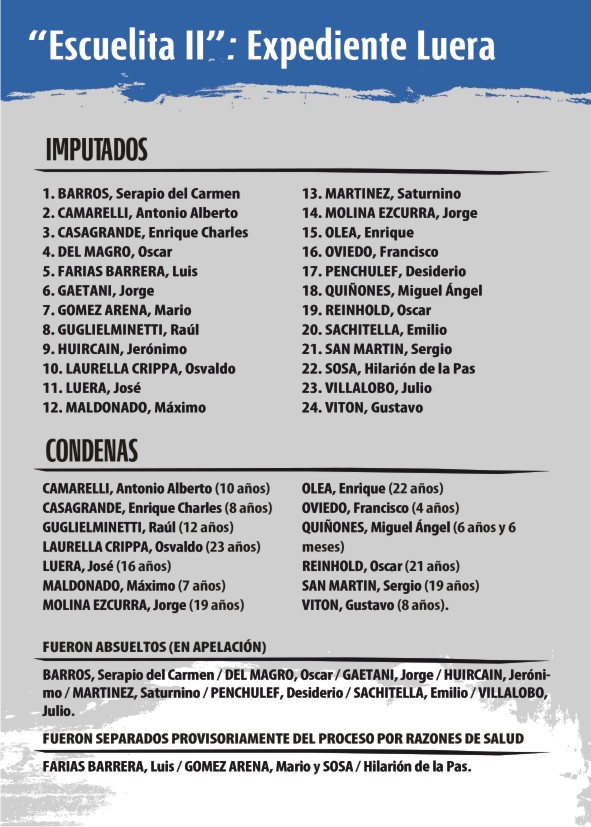 “Escuelita II”: Expediente Luera
IMPUTADOS
1. BARROS, Serapio del Carmen
2. CAMARELLI, Antonio Alberto
3. CASAGRANDE, Enrique Charles
4. DEL MAGRO, Oscar
5. FARIAS BARRERA, Luis
6. GAETANI, Jorge
7. GOMEZ ARENA, Mario
8. GUGLIELMINETTI, Raúl
9. HUIRCAIN, Jerónimo
10. LAURELLA CRIPPA, Osvaldo
11. LUERA, José
12. MALDONADO, Máximo
13. MARTINEZ, Saturnino
14. MOLINA EZCURRA, Jorge
15. OLEA, Enrique
16. OVIEDO, Francisco
17. PENCHULEF, Desiderio
18. QUIÑONES, Miguel Ángel
19. REINHOLD, Oscar
20. SACHITELLA, Emilio
21. SAN MARTIN, Sergio
22. SOSA, Hilarión de la Pas
23. VILLALOBO, Julio
24. VITON, Gustavo
CONDENAS
CAMARELLI, Antonio Alberto (10 años)
CASAGRANDE, Enrique Charles (8 años)
GUGLIELMINETTI, Raúl (12 años)
LAURELLA CRIPPA, Osvaldo (23 años)
LUERA, José (16 años)
MALDONADO, Máximo (7 años)
MOLINA EZCURRA, Jorge (19 años)
OLEA, Enrique (22 años)
OVIEDO, Francisco (4 años)
QUIÑONES, Miguel Ángel (6 años y 6
meses)
REINHOLD, Oscar (21 años)
SAN MARTIN, Sergio (19 años)
VITON, Gustavo (8 años).
FUERON ABSUELTOS (EN APELACIÓN)
BARROS, Serapio del Carmen / DEL MAGRO, Oscar / GAETANI, Jorge / HUIRCAIN, Jeróni-
mo / MARTINEZ, Saturnino / PENCHULEF, Desiderio / SACHITELLA, Emilio / VILLALOBO,
Julio.
FUERON SEPARADOS PROVISORIAMENTE DEL PROCESO POR RAZONES DE SALUD
FARIAS BARRERA, Luis / GOMEZ ARENA, Mario y SOSA / Hilarión de la Pas.